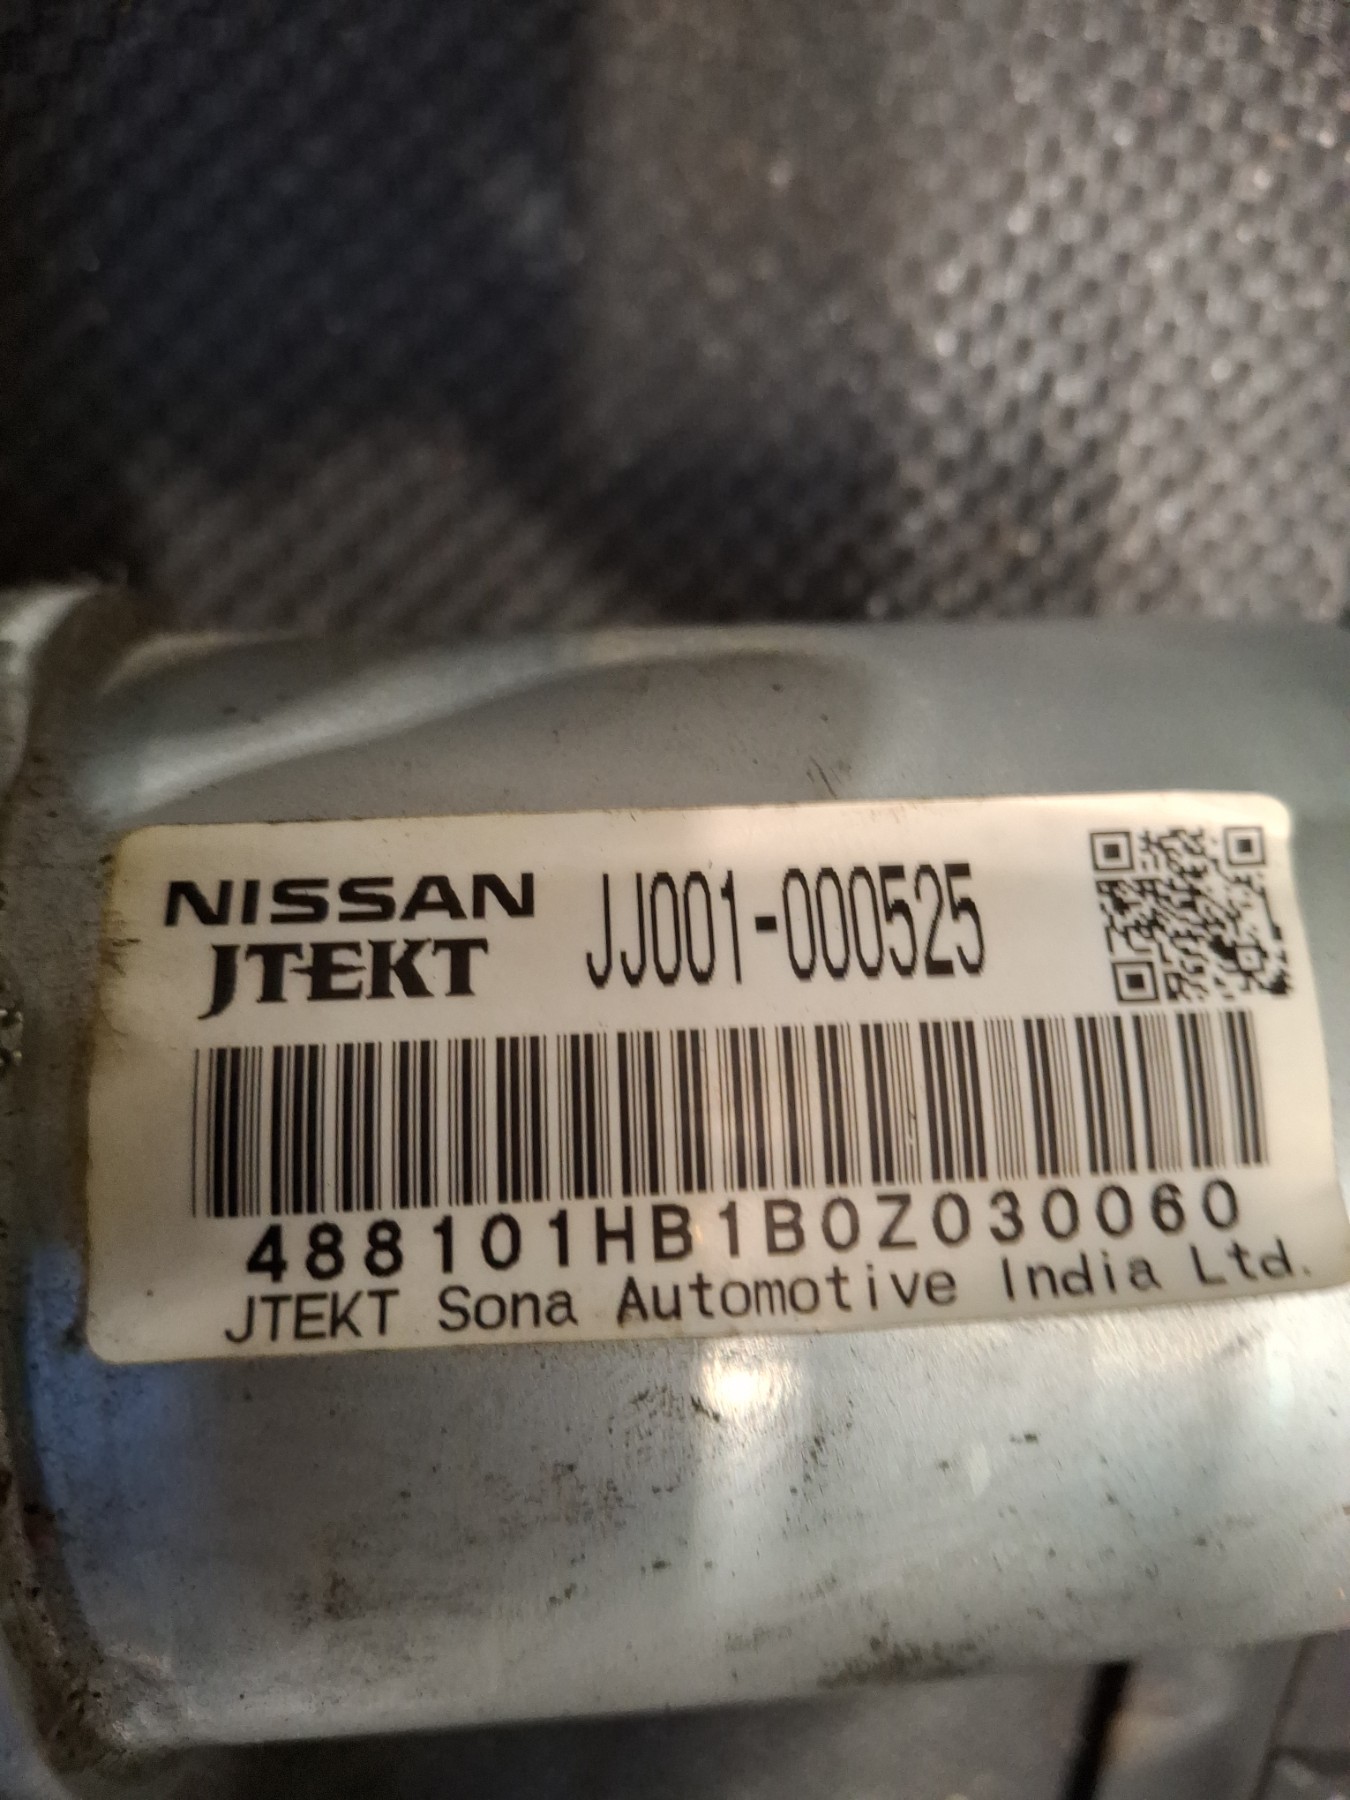 NISSAN JJ001-000525
JTEKT
488101HB1B0Z030060
JTEKT Sona Automotive India Ltd.